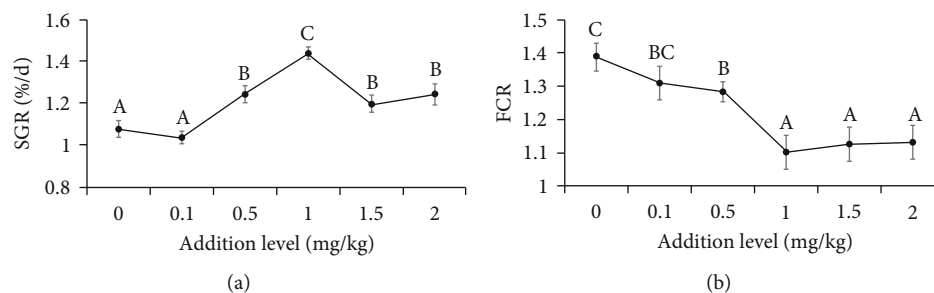 1.6
1.4
1.2
1
0.8
SGR (%/d)
A
A
B
C
B
B
0 0.1 0.5 1 1.5 2
Addition level (mg/kg)
(a)
1.5
1.4
1.3
1.2
1.1
1
FCR
C
BC
B
A
A
A
0 0.1 0.5 1 1.5 2
Addition level (mg/kg)
(b)